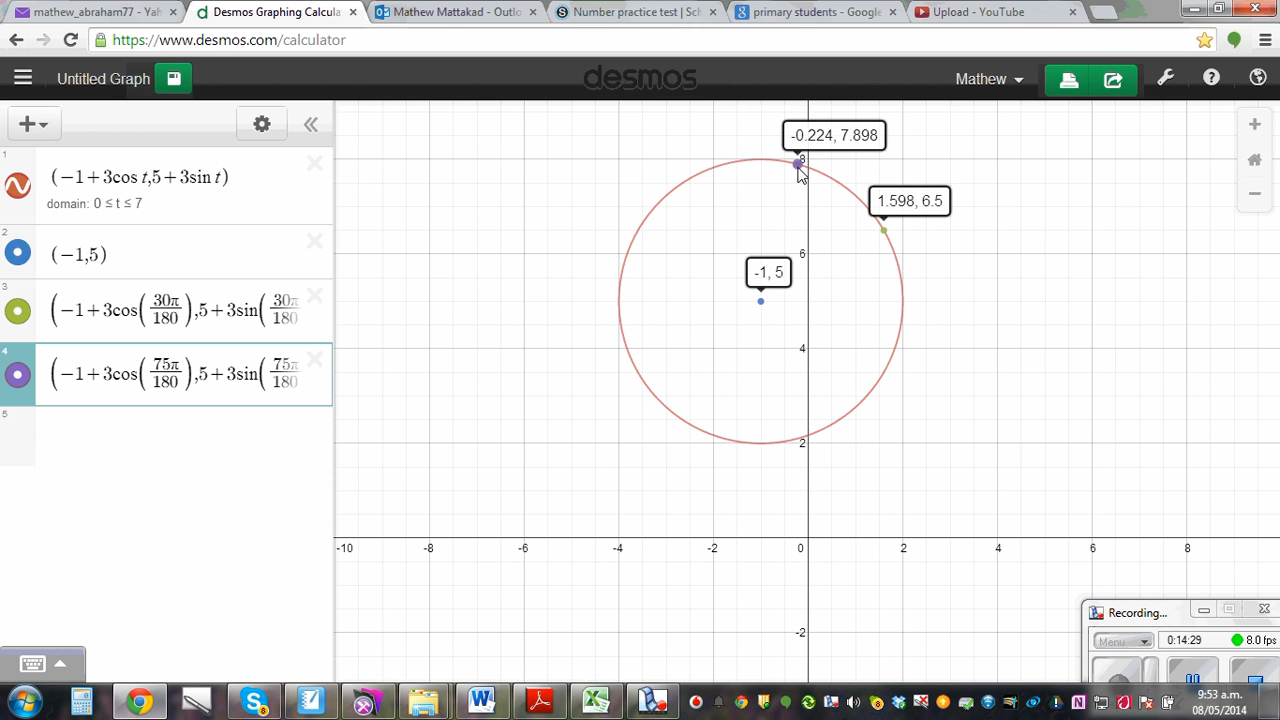 mathew_abraham77 - Yah
Desmos Graphing Calcula
Mathew Mattakad - Outlo
Number practice test | Sch
primary students - Google
Upload - YouTube
https://www.desmos.com/calculator
Untitled Graph
desmos
Mathew
1
(−1+3cos t,5+3sin t)
domain: 0 ≤ t ≤ 7
2
(−1,5)
3
(−1+3cos(30π/180),5+3sin(30π/180
4
(−1+3cos(75π/180),5+3sin(75π/180
5
-0.224, 7.898
1.598, 6.5
-1, 5
8
6
4
2
-10
-8
-6
-4
-2
0
2
4
6
8
-2
Recording...
Menu
0:14:29
8.0 fps
9:53 a.m.
08/05/2014